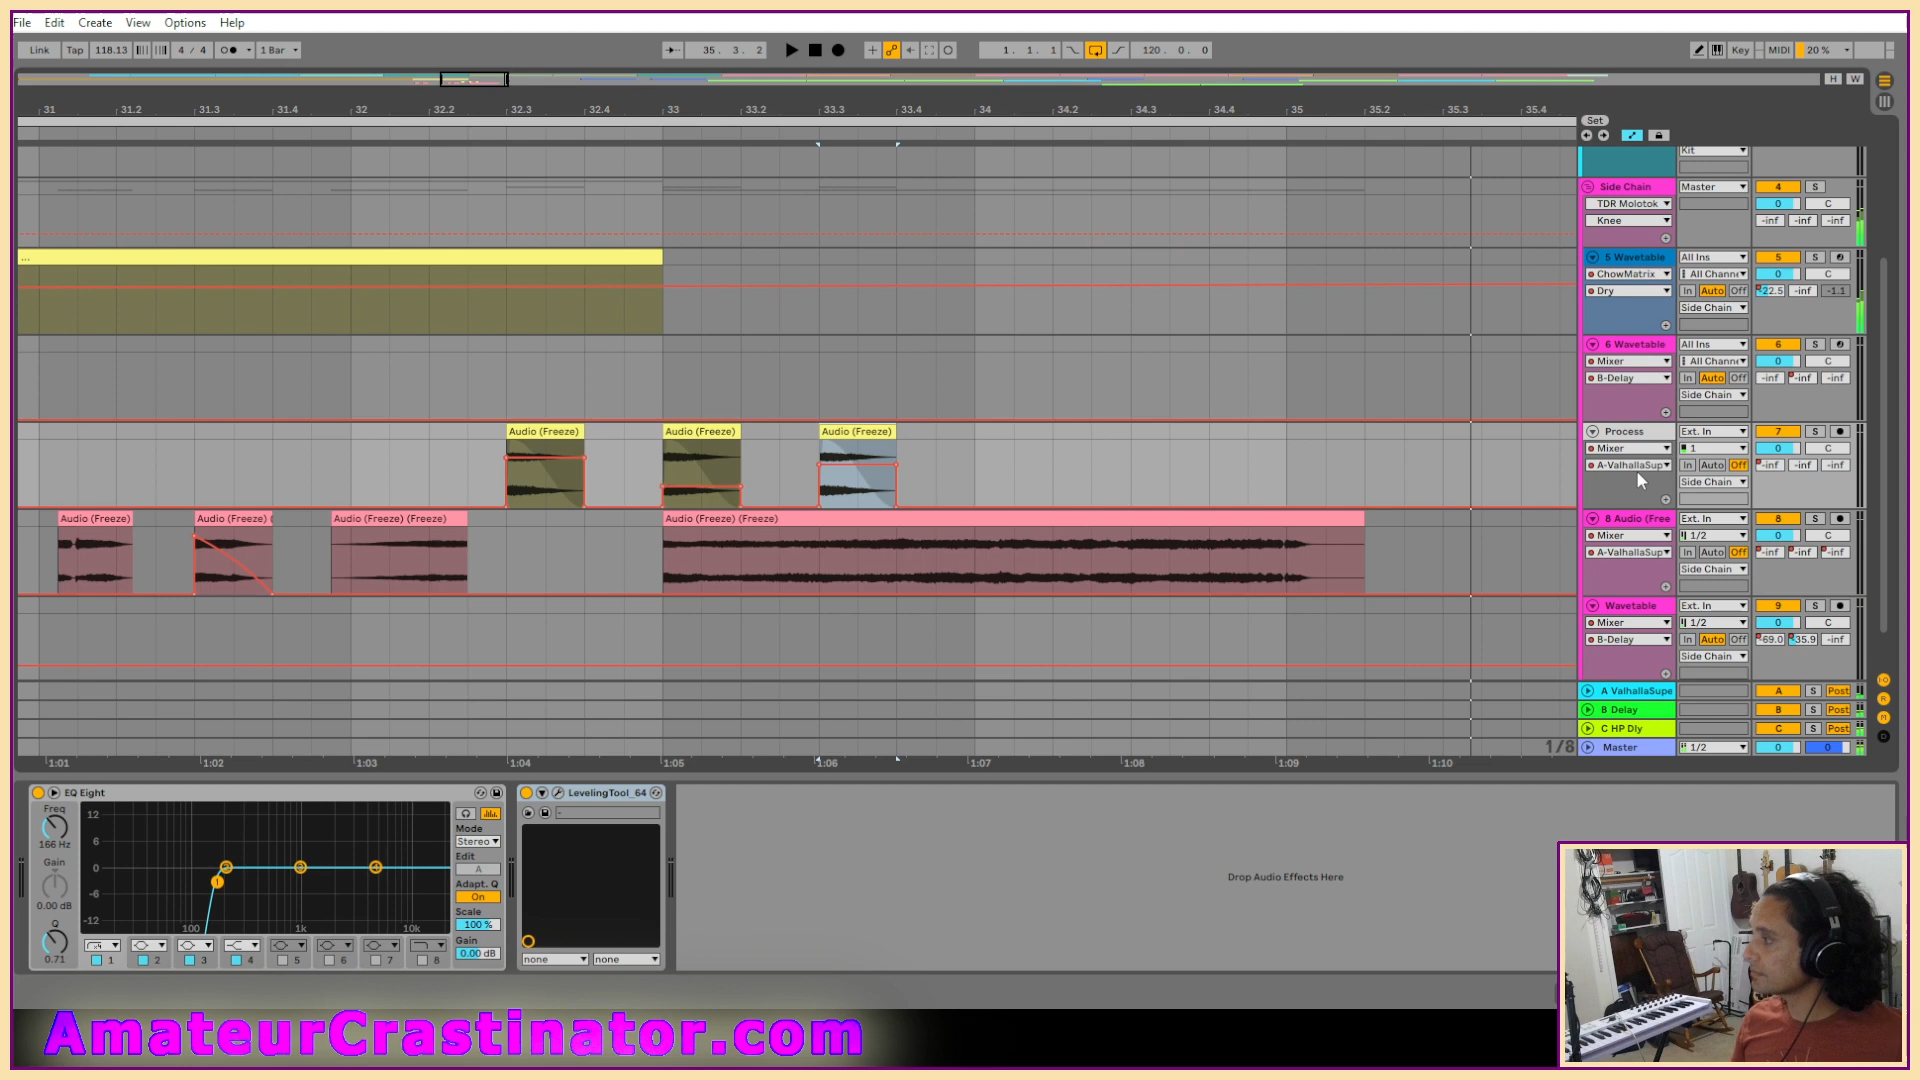 File Edit Create View Options Help
Link Tap 118.13 4 / 4 1 Bar 35. 3. 2 1. 1. 1 120. 0. 0 Key MIDI 20 %
H W
31 31.2 31.3 31.4 32 32.2 32.3 32.4 33 33.2 33.3 33.4 34 34.2 34.3 34.4 35 35.2 35.3 35.4
Set
Kit
Side Chain Master 4 S
TDR Molotok 0 C
Knee -inf -inf -inf
... 5 Wavetable All Ins 5 S
ChowMatrix All Channe 0 C
Dry In Auto Off -22.5 -inf -1.1
Side Chain
6 Wavetable All Ins 6 S
Mixer All Channe 0 C
B-Delay In Auto Off -inf -inf -inf
Side Chain
Audio (Freeze) Audio (Freeze) Audio (Freeze) Process Ext. In 7 S
Mixer 1 0 C
A-ValhallaSup In Auto Off -inf -inf -inf
Side Chain
Audio (Freeze) Audio (Freeze) ( Audio (Freeze) (Freeze) Audio (Freeze) (Freeze) 8 Audio (Free Ext. In 8 S
Mixer 1/2 0 C
A-ValhallaSup In Auto Off -inf -inf -inf
Side Chain
Wavetable Ext. In 9 S
Mixer 1/2 0 C
B-Delay In Auto Off -69.0 -35.9 -inf
Side Chain
A ValhallaSupe A S Post
B Delay B S Post
C HP Dly C S Post
1/8 Master 1/2 0 0
1:01 1:02 1:03 1:04 1:05 1:06 1:07 1:08 1:09 1:10
EQ Eight LevelingTool_64
Freq 12 Mode
166 Hz 6 Stereo
Gain 0 Edit
A
-6 Adapt. Q
0.00 dB On
Q -12 Scale
100 1k 10k 100 %
Gain
0.71 1 2 3 4 5 6 7 8 0.00 dB
none none
Drop Audio Effects Here
AmateurCrastinator.com